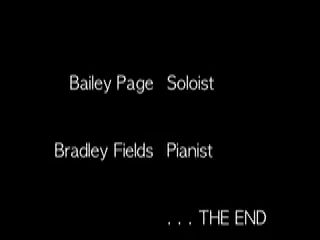 Bailey Page Soloist
Bradley Fields Pianist
. . . THE END